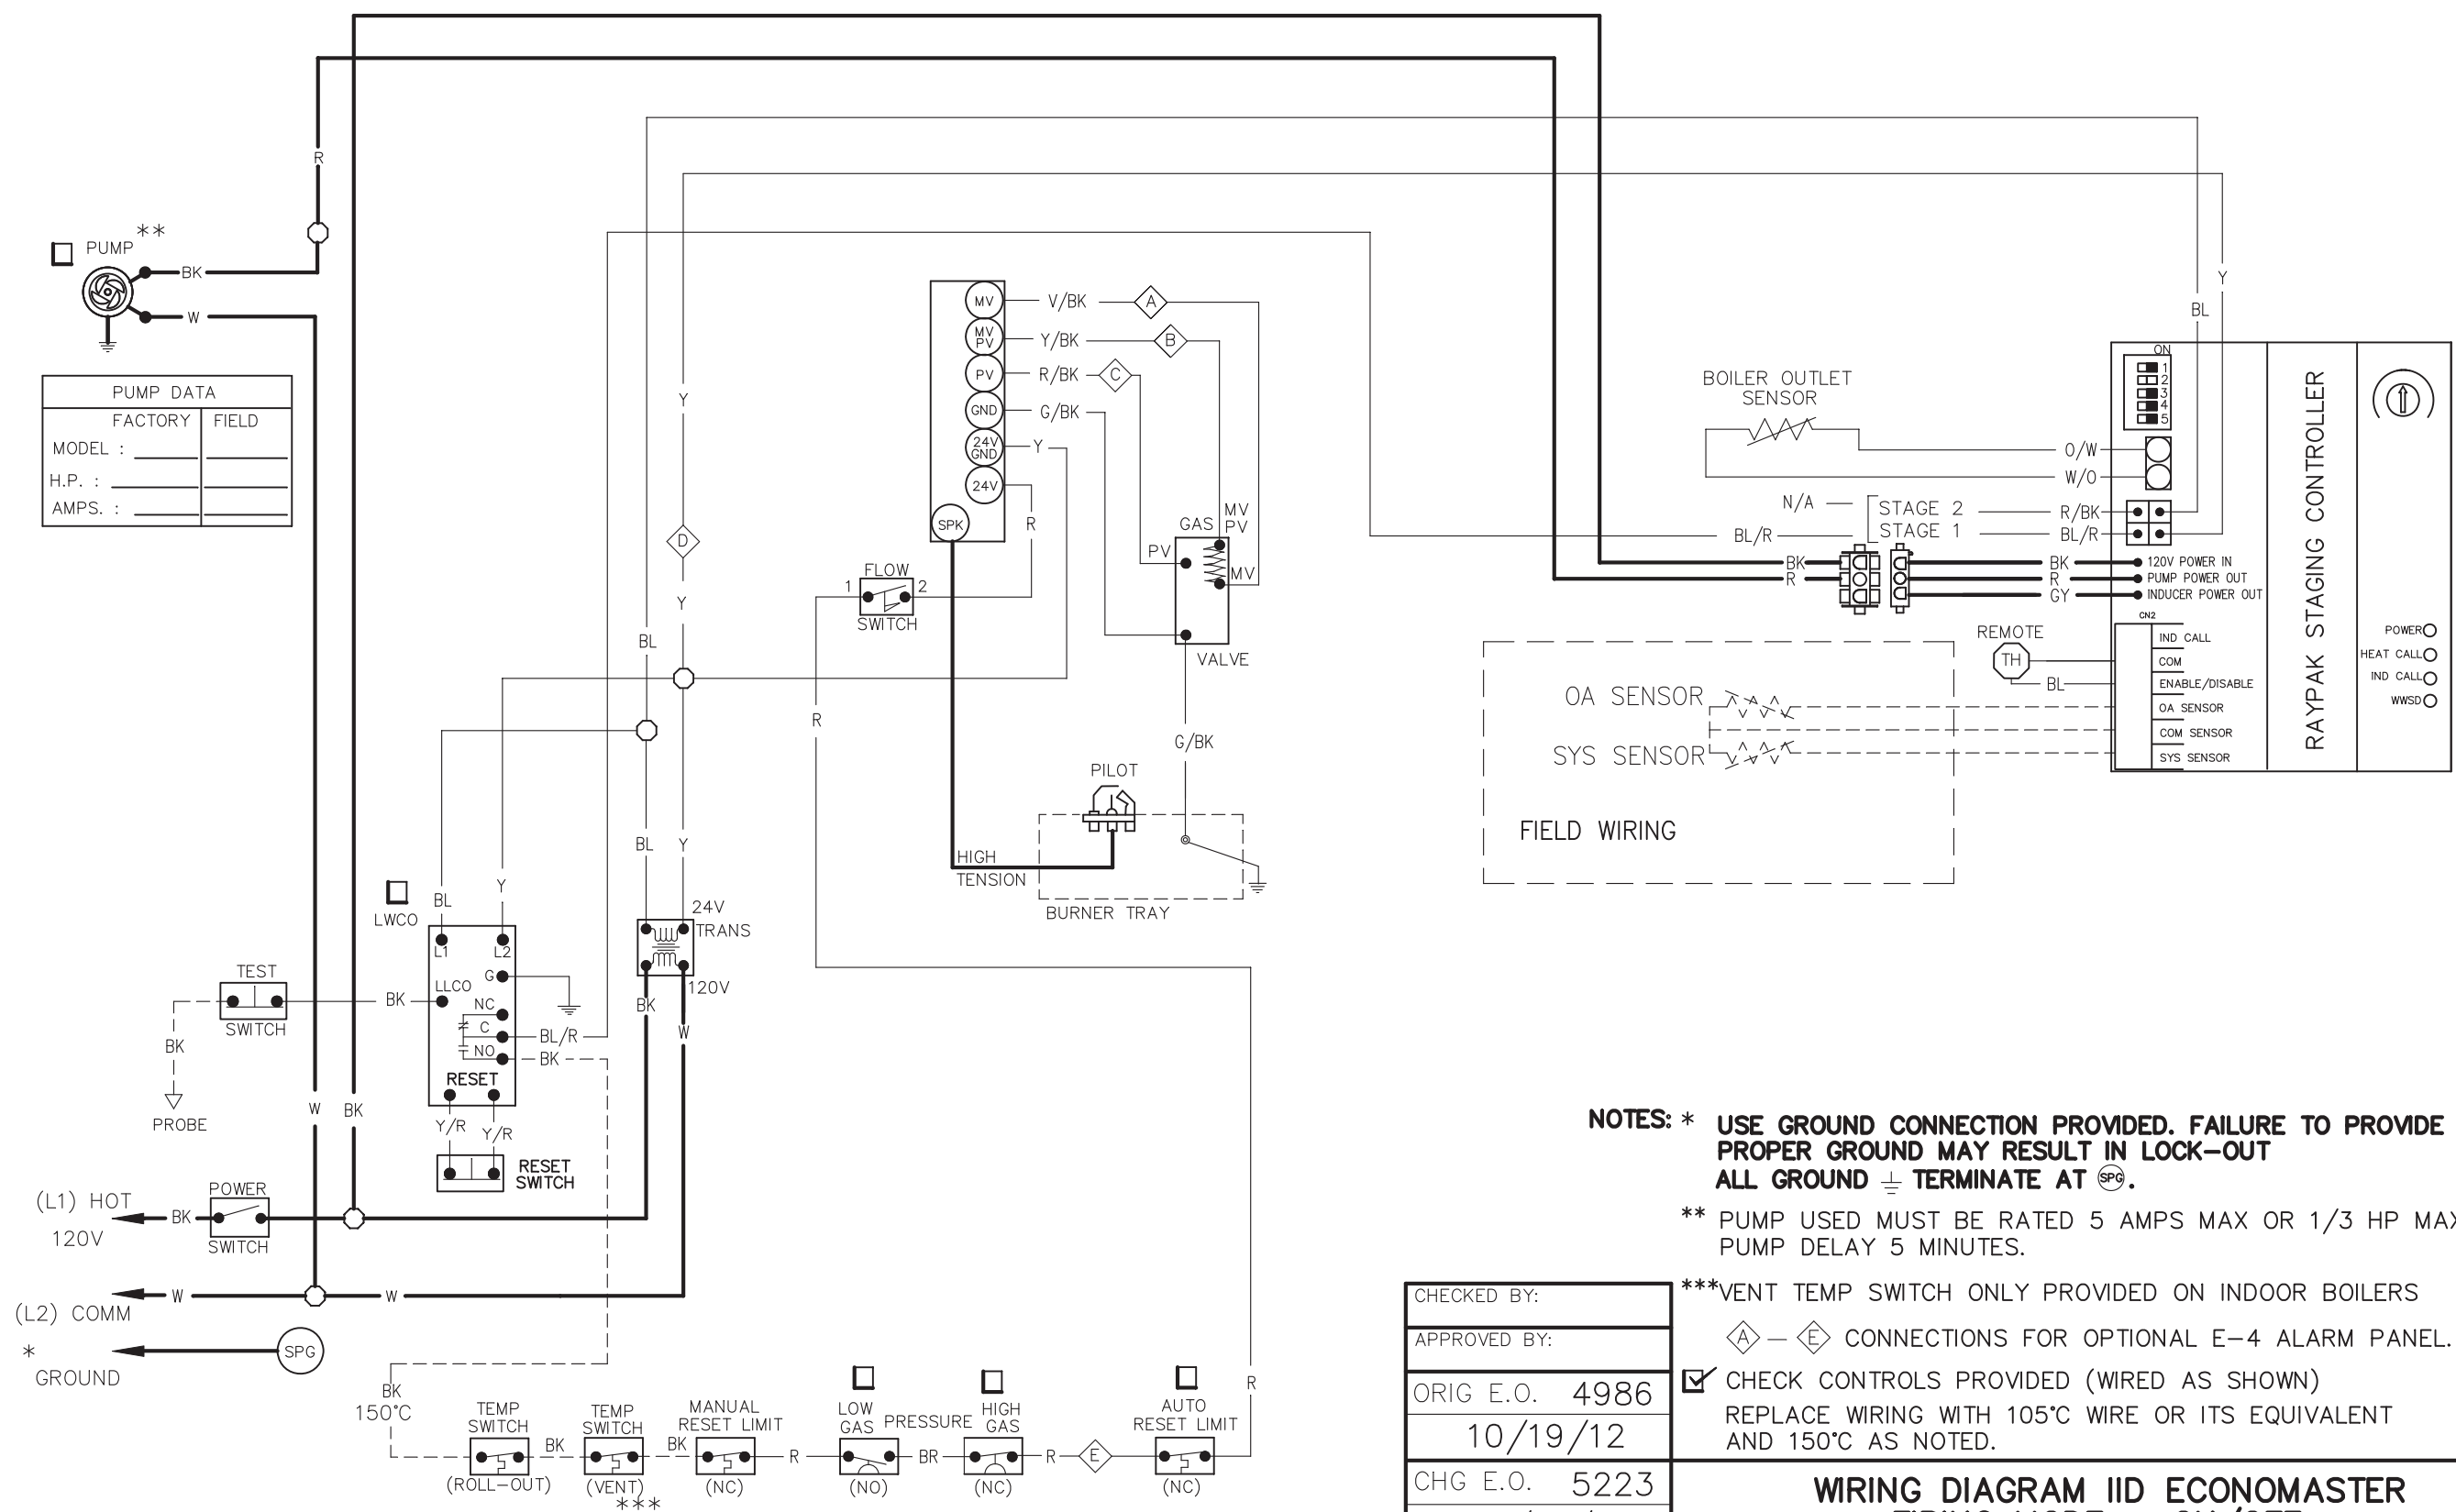 R
**
PUMP
BK
W
PUMP DATA
FACTORY FIELD
MODEL :
H.P. :
AMPS. :
Y
D
Y
BL
BL
Y
MV
MV
PV
PV
GND
24V
GND
24V
SPK
V/BK
A
Y/BK
B
R/BK
C
G/BK
Y
R
GAS
MV
PV
PV
MV
VALVE
FLOW
1 2
SWITCH
R
G/BK
PILOT
HIGH
TENSION
BURNER TRAY
Y
BL
BOILER OUTLET
SENSOR
O/W
W/O
N/A
STAGE 2
STAGE 1
R/BK
BL/R
BL/R
BK
R
BK
R
GY
ON
1
2
3
4
5
120V POWER IN
PUMP POWER OUT
INDUCER POWER OUT
CN2
IND CALL
COM
ENABLE/DISABLE
OA SENSOR
COM SENSOR
SYS SENSOR
RAYPAK STAGING CONTROLLER
POWER
HEAT CALL
IND CALL
WWSD
REMOTE
TH
BL
OA SENSOR
SYS SENSOR
FIELD WIRING
LWCO
BL
Y
L1
L2
G
LLCO
NC
C
NO
BL/R
BK
RESET
Y/R
Y/R
RESET
SWITCH
TEST
SWITCH
BK
BK
PROBE
24V
TRANS
120V
BK
W
W
BK
(L1) HOT
120V
BK
POWER
SWITCH
(L2) COMM
W
W
*
GROUND
SPG
BK
150°C
TEMP
SWITCH
(ROLL-OUT)
BK
TEMP
SWITCH
(VENT)
***
BK
MANUAL
RESET LIMIT
(NC)
R
LOW
GAS
(NO)
PRESSURE
BR
HIGH
GAS
(NC)
R
E
AUTO
RESET LIMIT
(NC)
R
NOTES: * USE GROUND CONNECTION PROVIDED. FAILURE TO PROVIDE
PROPER GROUND MAY RESULT IN LOCK-OUT
ALL GROUND TERMINATE AT SPG.
** PUMP USED MUST BE RATED 5 AMPS MAX OR 1/3 HP MAX
PUMP DELAY 5 MINUTES.
***VENT TEMP SWITCH ONLY PROVIDED ON INDOOR BOILERS
A – E CONNECTIONS FOR OPTIONAL E-4 ALARM PANEL.
CHECK CONTROLS PROVIDED (WIRED AS SHOWN)
REPLACE WIRING WITH 105°C WIRE OR ITS EQUIVALENT
AND 150°C AS NOTED.
CHECKED BY:
APPROVED BY:
ORIG E.O. 4986
10/19/12
CHG E.O. 5223
WIRING DIAGRAM IID ECONOMASTER